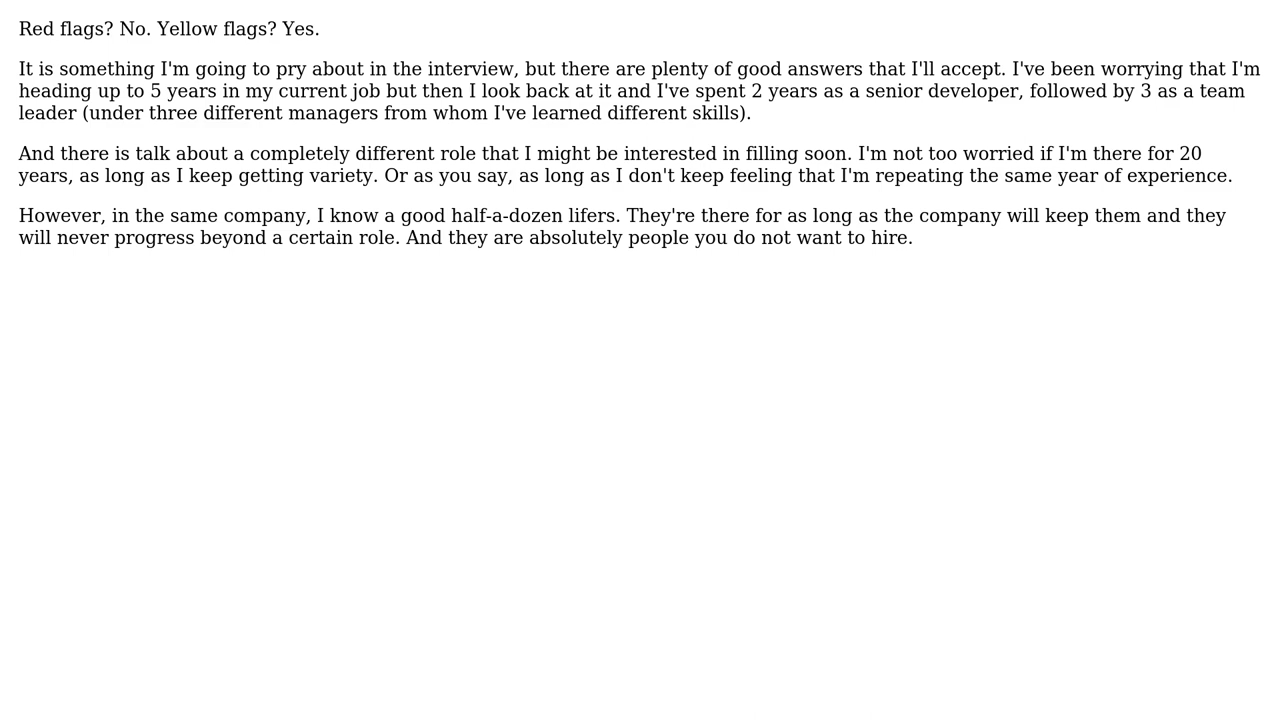 Red flags? No. Yellow flags? Yes.
It is something I'm going to pry about in the interview, but there are plenty of good answers that I'll accept. I've been worrying that I'm
heading up to 5 years in my current job but then I look back at it and I've spent 2 years as a senior developer, followed by 3 as a team
leader (under three different managers from whom I've learned different skills).
And there is talk about a completely different role that I might be interested in filling soon. I'm not too worried if I'm there for 20
years, as long as I keep getting variety. Or as you say, as long as I don't keep feeling that I'm repeating the same year of experience.
However, in the same company, I know a good half-a-dozen lifers. They're there for as long as the company will keep them and they
will never progress beyond a certain role. And they are absolutely people you do not want to hire.